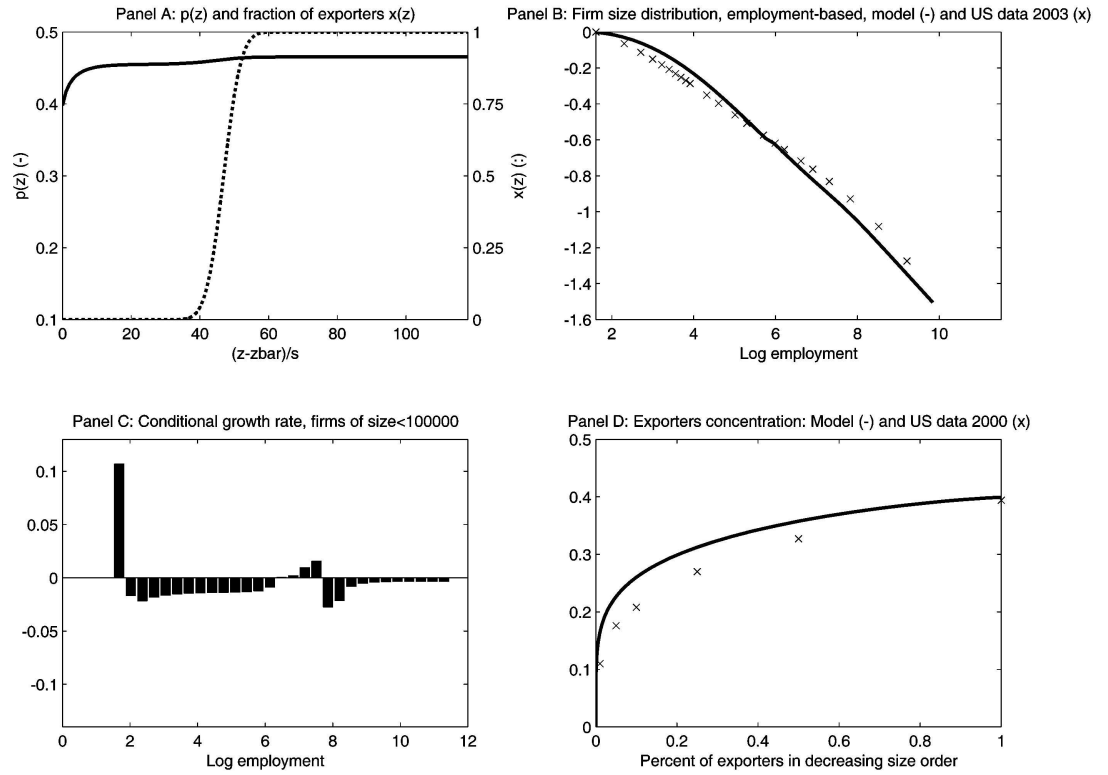 Panel A: p(z) and fraction of exporters x(z)
0.5
0.4
0.3
0.2
0.1
p(z) (-)
1
0.75
0.5
0.25
0
x(z) (:)
0 20 40 60 80 100
(z-zbar)/s
Panel B: Firm size distribution, employment-based, model (-) and US data 2003 (x)
0
-0.2
-0.4
-0.6
-0.8
-1
-1.2
-1.4
-1.6
2 4 6 8 10
Log employment
Panel C: Conditional growth rate, firms of size<100000
0.1
0.05
0
-0.05
-0.1
0 2 4 6 8 10 12
Log employment
Panel D: Exporters concentration: Model (-) and US data 2000 (x)
0.5
0.4
0.3
0.2
0.1
0
0 0.2 0.4 0.6 0.8 1
Percent of exporters in decreasing size order